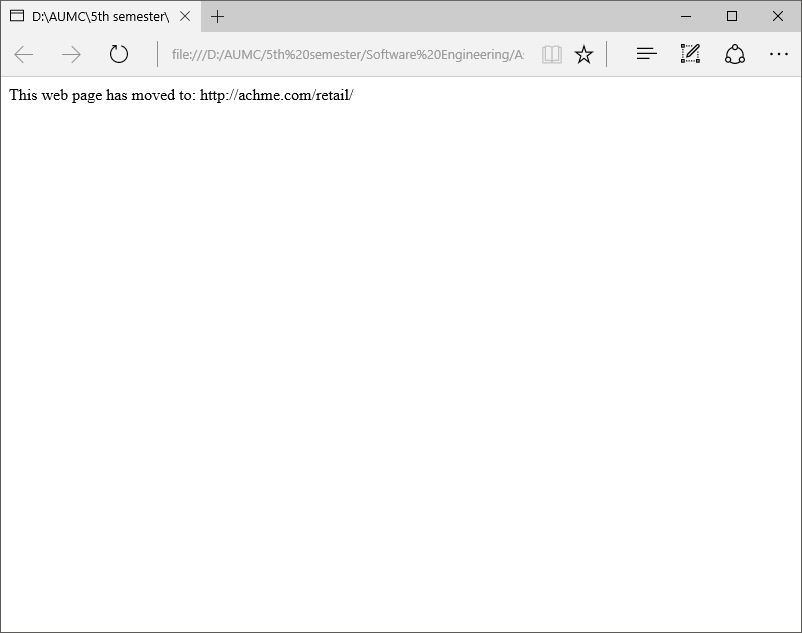 D:\AUMC\5th semester\
file:///D:/AUMC/5th%20semester/Software%20Engineering/A
This web page has moved to: http://achme.com/retail/